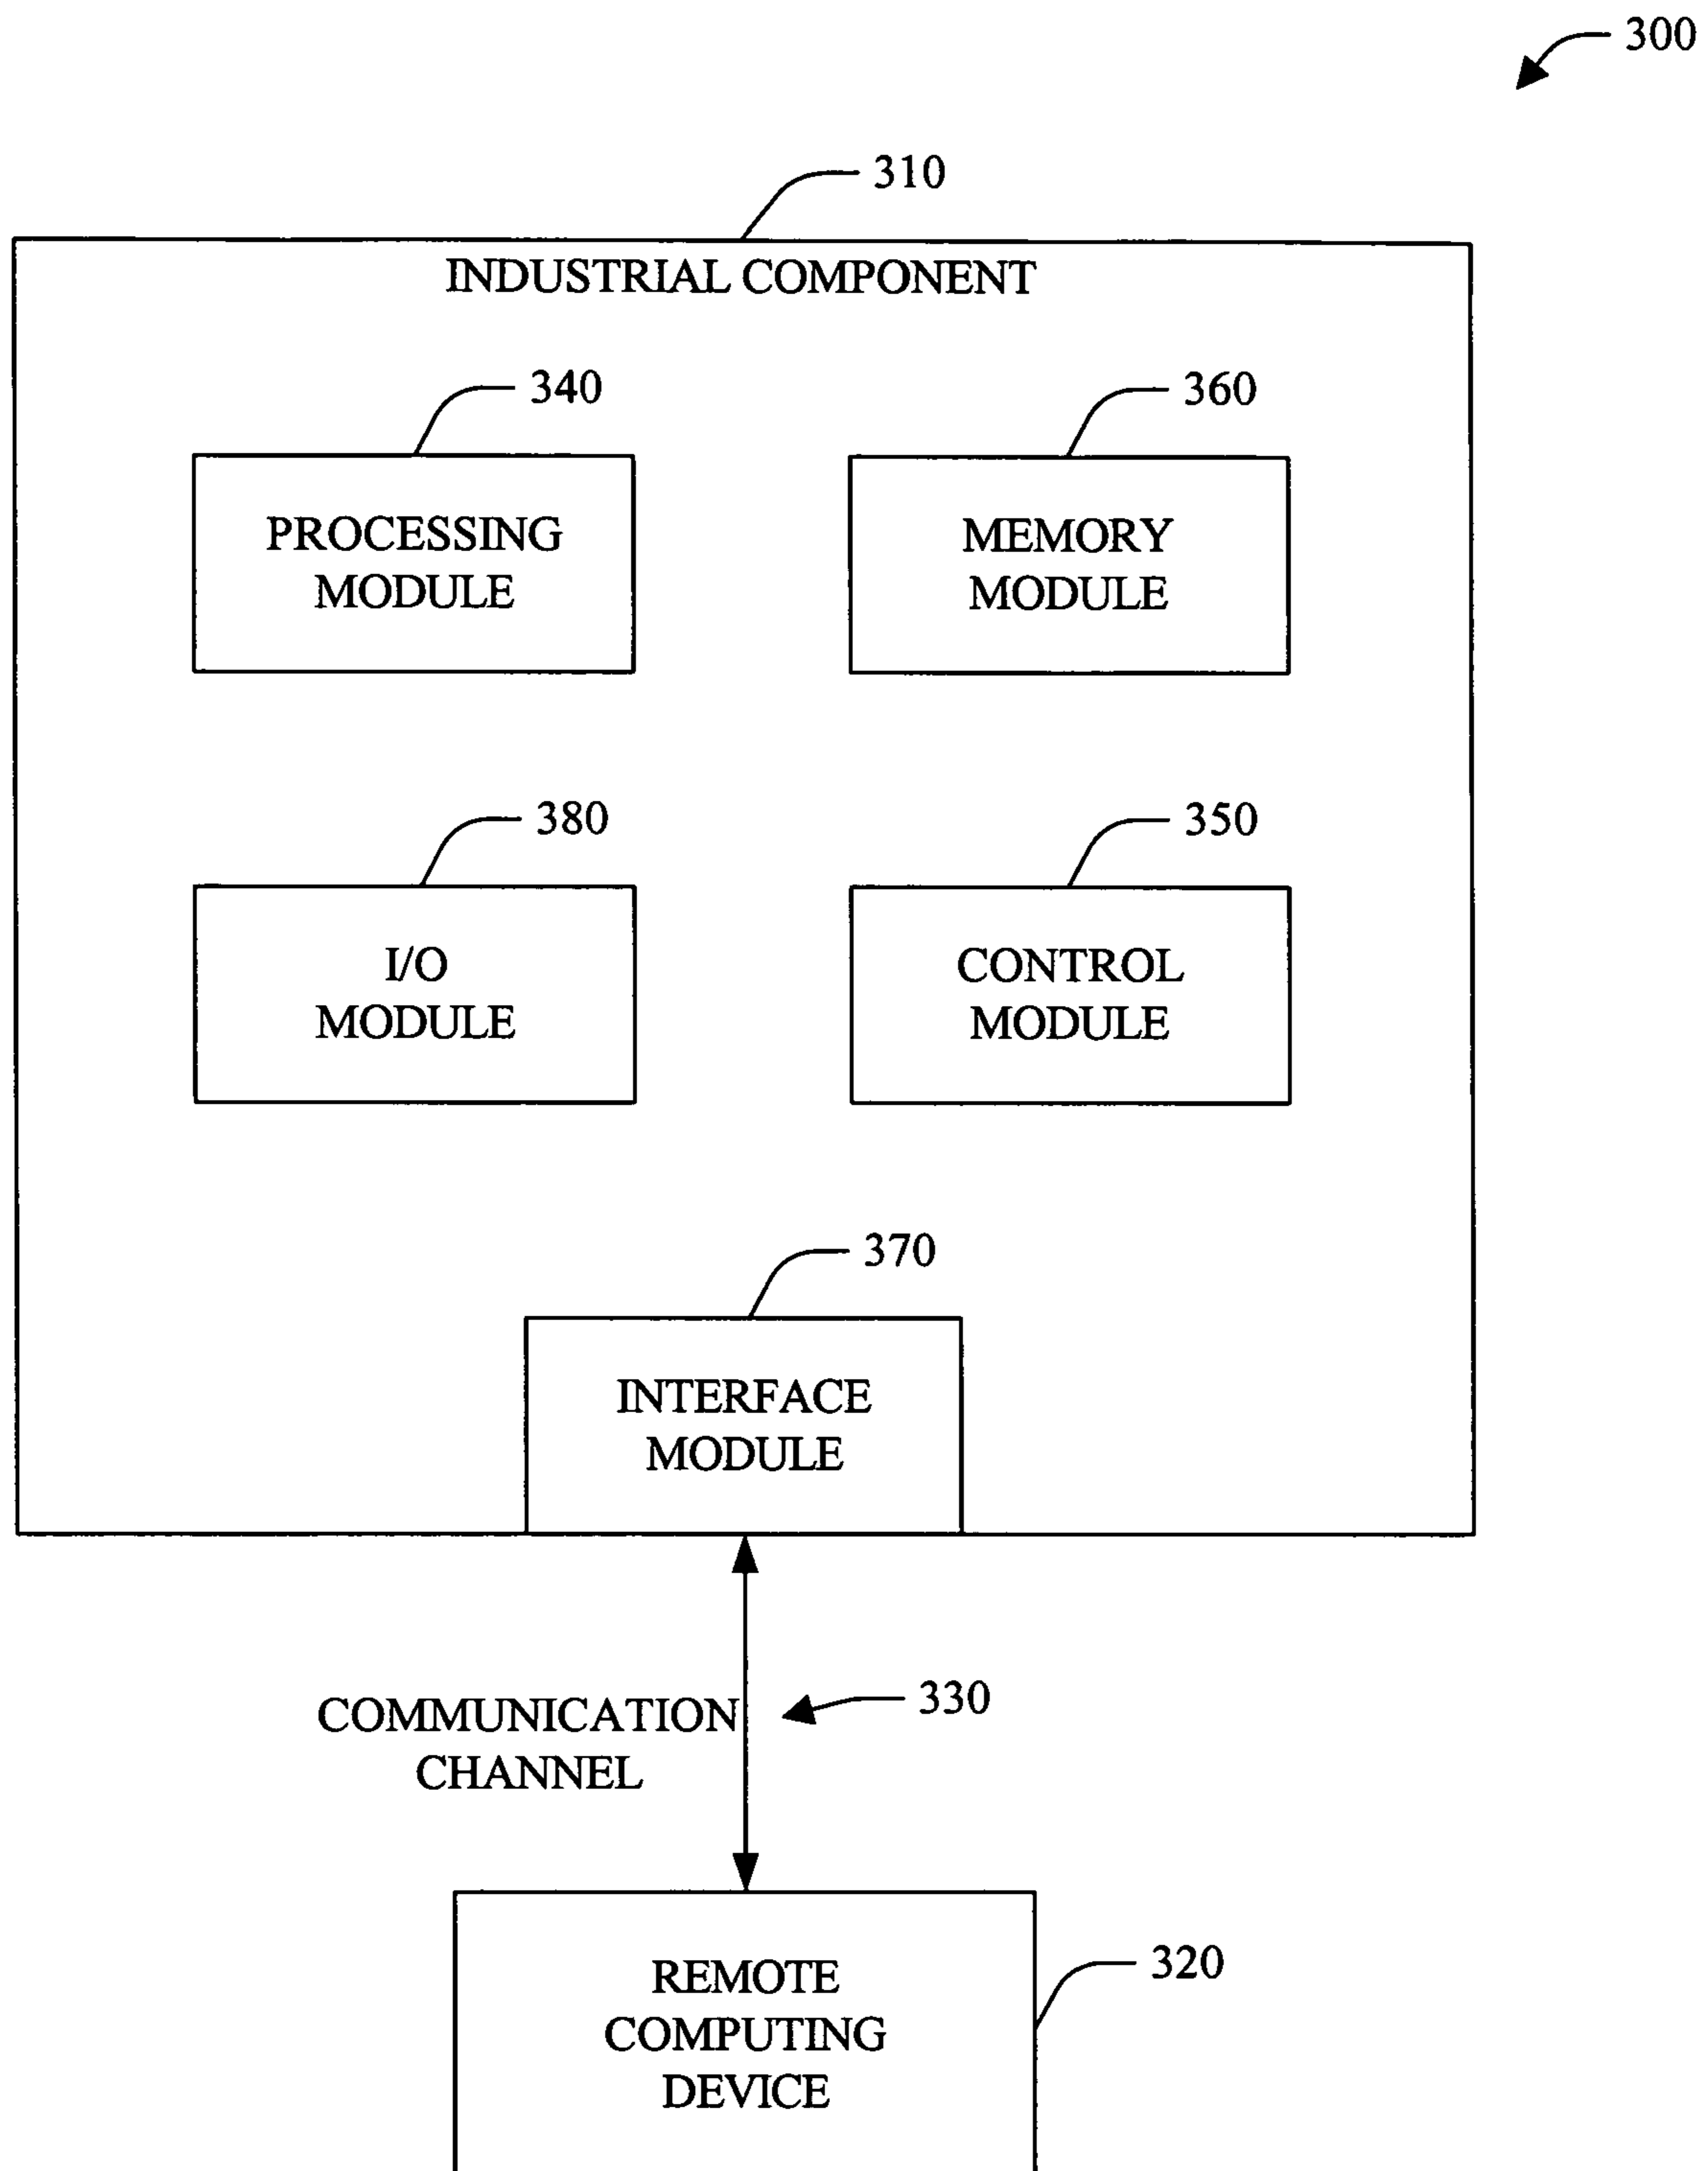 300
310
INDUSTRIAL COMPONENT
340
360
PROCESSING
MODULE
MEMORY
MODULE
380
350
I/O
MODULE
CONTROL
MODULE
370
INTERFACE
MODULE
COMMUNICATION
CHANNEL
330
320
REMOTE
COMPUTING
DEVICE